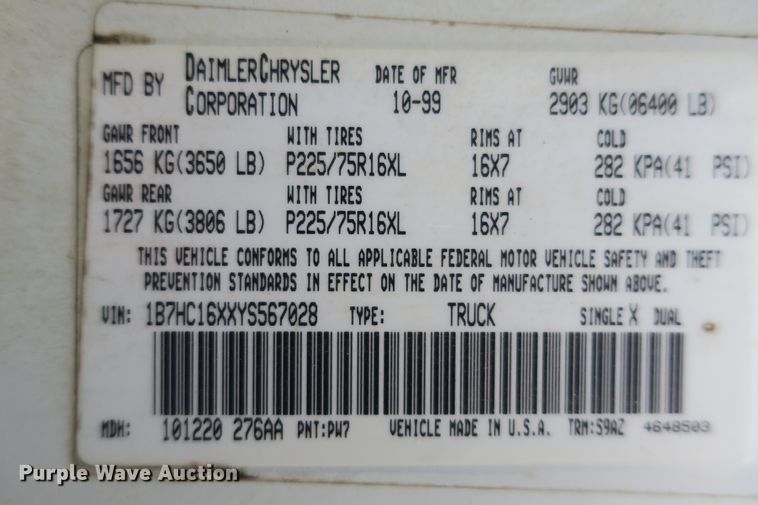 MFD BY DAIMLERCHRYSLER CORPORATION DATE OF MFR 10-99 GVWR 2903 KG(06400 LB)
GAWR FRONT WITH TIRES RIMS AT COLD
1656 KG(3650 LB) P225/75R16XL 16X7 282 KPA(41 PSI)
GAWR REAR WITH TIRES RIMS AT COLD
1727 KG(3806 LB) P225/75R16XL 16X7 282 KPA(41 PSI)
THIS VEHICLE CONFORMS TO ALL APPLICABLE FEDERAL MOTOR VEHICLE SAFETY AND THEFT
PREVENTION STANDARDS IN EFFECT ON THE DATE OF MANUFACTURE SHOWN ABOVE.
VIN: 1B7HC16XXYS567028 TYPE: TRUCK SINGLE X DUAL
MDH: 101220 276AA PNT:PW7 VEHICLE MADE IN U.S.A. TRM:S9AZ 4648503
Purple Wave Auction